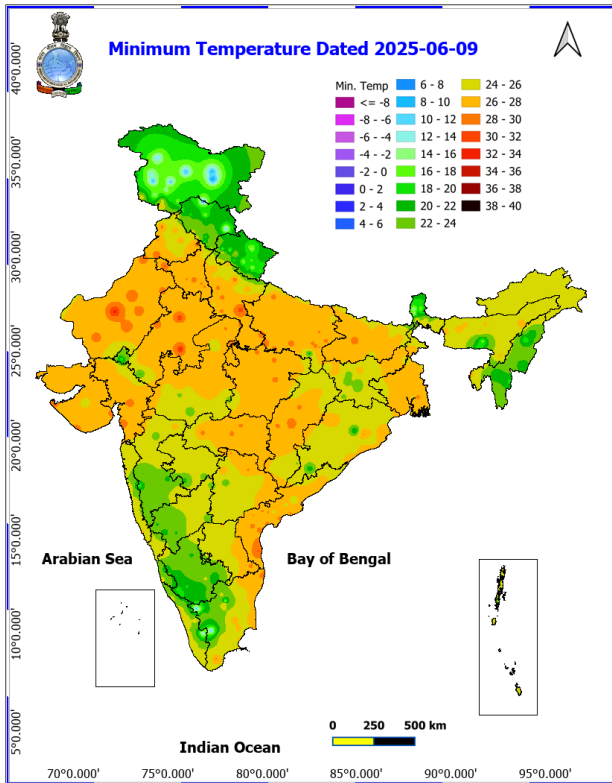 Minimum Temperature Dated 2025-06-09
Min. Temp
<= -8
-8 - -6
-6 - -4
-4 - -2
-2 - 0
0 - 2
2 - 4
4 - 6
6 - 8
8 - 10
10 - 12
12 - 14
14 - 16
16 - 18
18 - 20
20 - 22
22 - 24
24 - 26
26 - 28
28 - 30
30 - 32
32 - 34
34 - 36
36 - 38
38 - 40
40°0.000'
35°0.000'
30°0.000'
25°0.000'
20°0.000'
15°0.000'
10°0.000'
5°0.000'
Arabian Sea
Bay of Bengal
Indian Ocean
0 250 500 km
70°0.000' 75°0.000' 80°0.000' 85°0.000' 90°0.000' 95°0.000'